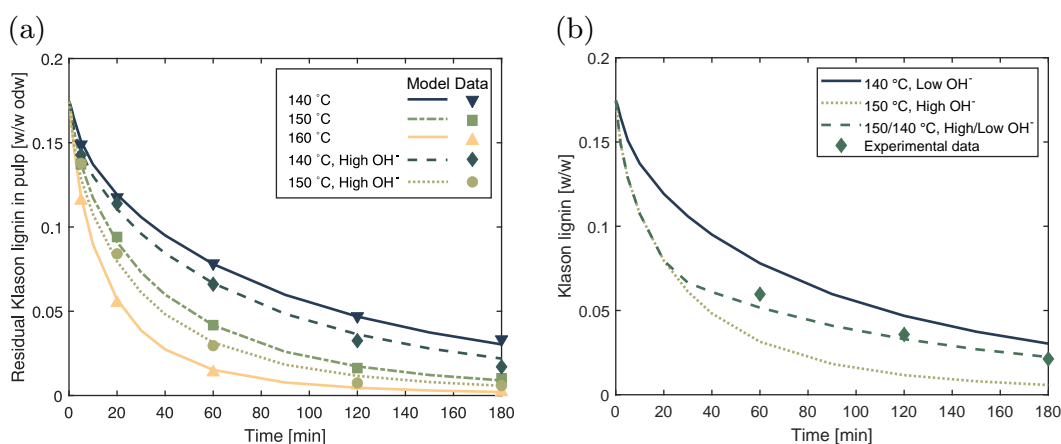 (a)
0.2
0.15
0.1
0.05
0
Residual Klason lignin in pulp [w/w odw]
Model Data
140 ˚C
150 ˚C
160 ˚C
140 ˚C, High OH⁻
150 ˚C, High OH⁻
0 20 40 60 80 100 120 140 160 180
Time [min]
(b)
0.2
0.15
0.1
0.05
0
Klason lignin [w/w]
140 °C, Low OH⁻
150 °C, High OH⁻
150/140 °C, High/Low OH⁻
Experimental data
0 20 40 60 80 100 120 140 160 180
Time [min]